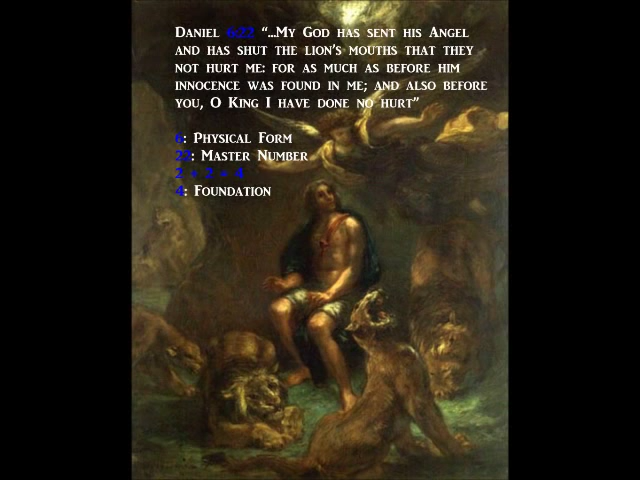 Daniel 6:22 “...My God has sent his Angel
and has shut the lion’s mouths that they
not hurt me: for as much as before him
innocence was found in me; and also before
you, O King I have done no hurt”
6: Physical Form
22: Master Number
2 + 2 = 4
4: Foundation